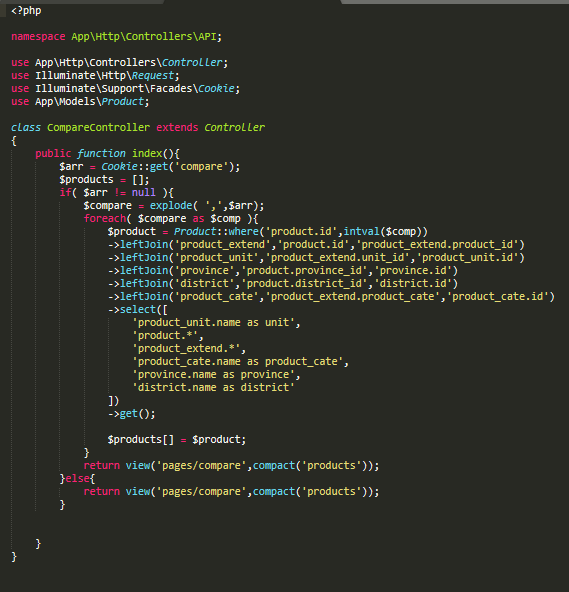 <?php
namespace App\Http\Controllers\API;
use App\Http\Controllers\Controller;
use Illuminate\Http\Request;
use Illuminate\Support\Facades\Cookie;
use App\Models\Product;
class CompareController extends Controller
{
    public function index(){
        $arr = Cookie::get('compare');
        $products = [];
        if( $arr != null ){
            $compare = explode( ',',$arr);
            foreach( $compare as $comp ){
                $product = Product::where('product.id',intval($comp))
                ->leftJoin('product_extend','product.id','product_extend.product_id')
                ->leftJoin('product_unit','product_extend.unit_id','product_unit.id')
                ->leftJoin('province','product.province_id','province.id')
                ->leftJoin('district','product.district_id','district.id')
                ->leftJoin('product_cate','product_extend.product_cate','product_cate.id')
                ->select([
                    'product_unit.name as unit',
                    'product.*',
                    'product_extend.*',
                    'product_cate.name as product_cate',
                    'province.name as province',
                    'district.name as district'
                ])
                ->get();
                $products[] = $product;
            }
            return view('pages/compare',compact('products'));
        }else{
            return view('pages/compare',compact('products'));
        }
    }
}